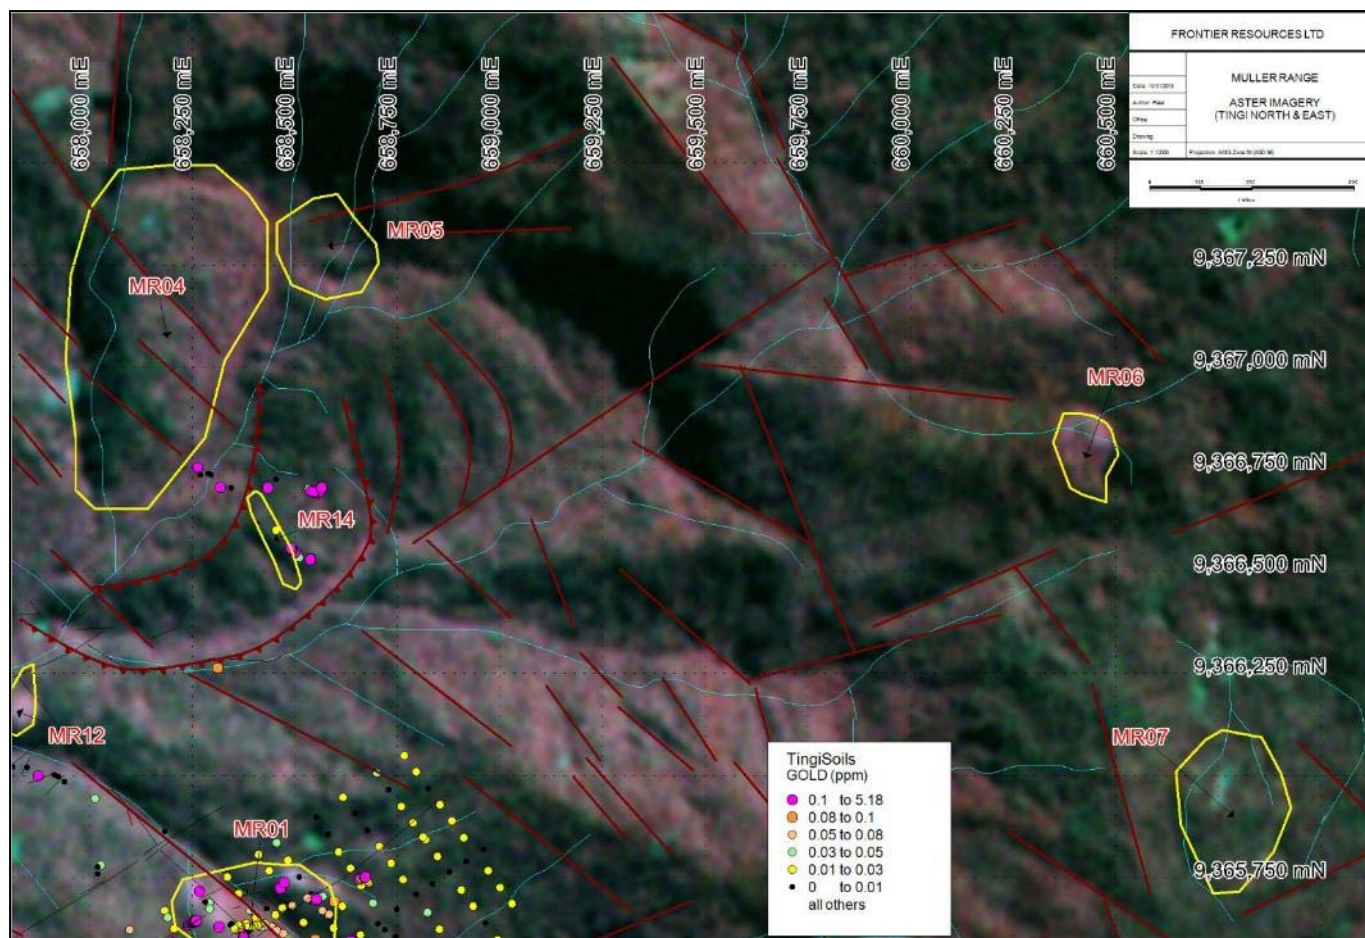 FRONTIER RESOURCES LTD
MULLER RANGE
ASTER IMAGERY
(TINGI NORTH & EAST)
658,000 mE
658,250 mE
658,500 mE
658,750 mE
659,000 mE
659,250 mE
659,500 mE
659,750 mE
660,000 mE
660,250 mE
660,500 mE
MR05
9,367,250 mN
MR04
9,367,000 mN
MR06
9,366,750 mN
MR14
9,366,500 mN
9,366,250 mN
MR12
MR07
TingiSoils
GOLD (ppm)
0.1 to 5.18
0.08 to 0.1
0.05 to 0.08
0.03 to 0.05
0.01 to 0.03
0 to 0.01
all others
MR01
9,365,750 mN